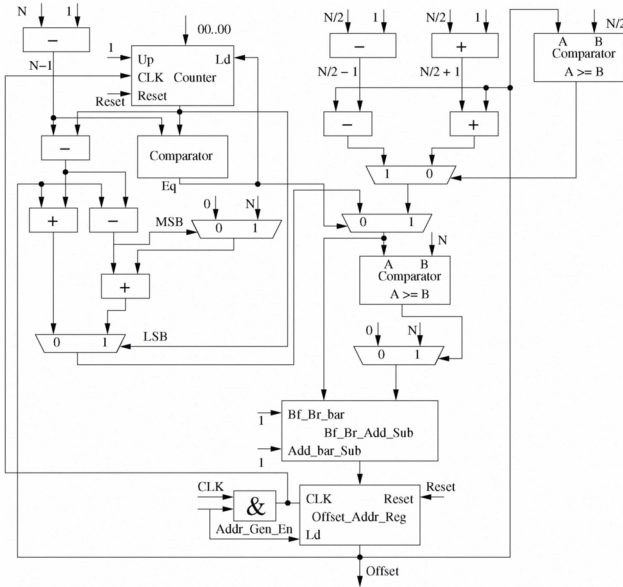 N 1 00..00 N/2 1 N/2 1 N/2
− 1 Up Ld − + A B
CLK Counter Comparator
N−1 Reset N/2 − 1 N/2 + 1 A >= B
Reset
− Comparator − +
Eq 1 0
0 N
+ − MSB 0 1 0 1
N
A B
+ Comparator
A >= B
LSB 0 N
0 1 0 1
Bf_Br_bar
1 Bf_Br_Add_Sub
Add_bar_Sub
1
CLK CLK Reset Reset
& Offset_Addr_Reg
Addr_Gen_En Ld
Offset